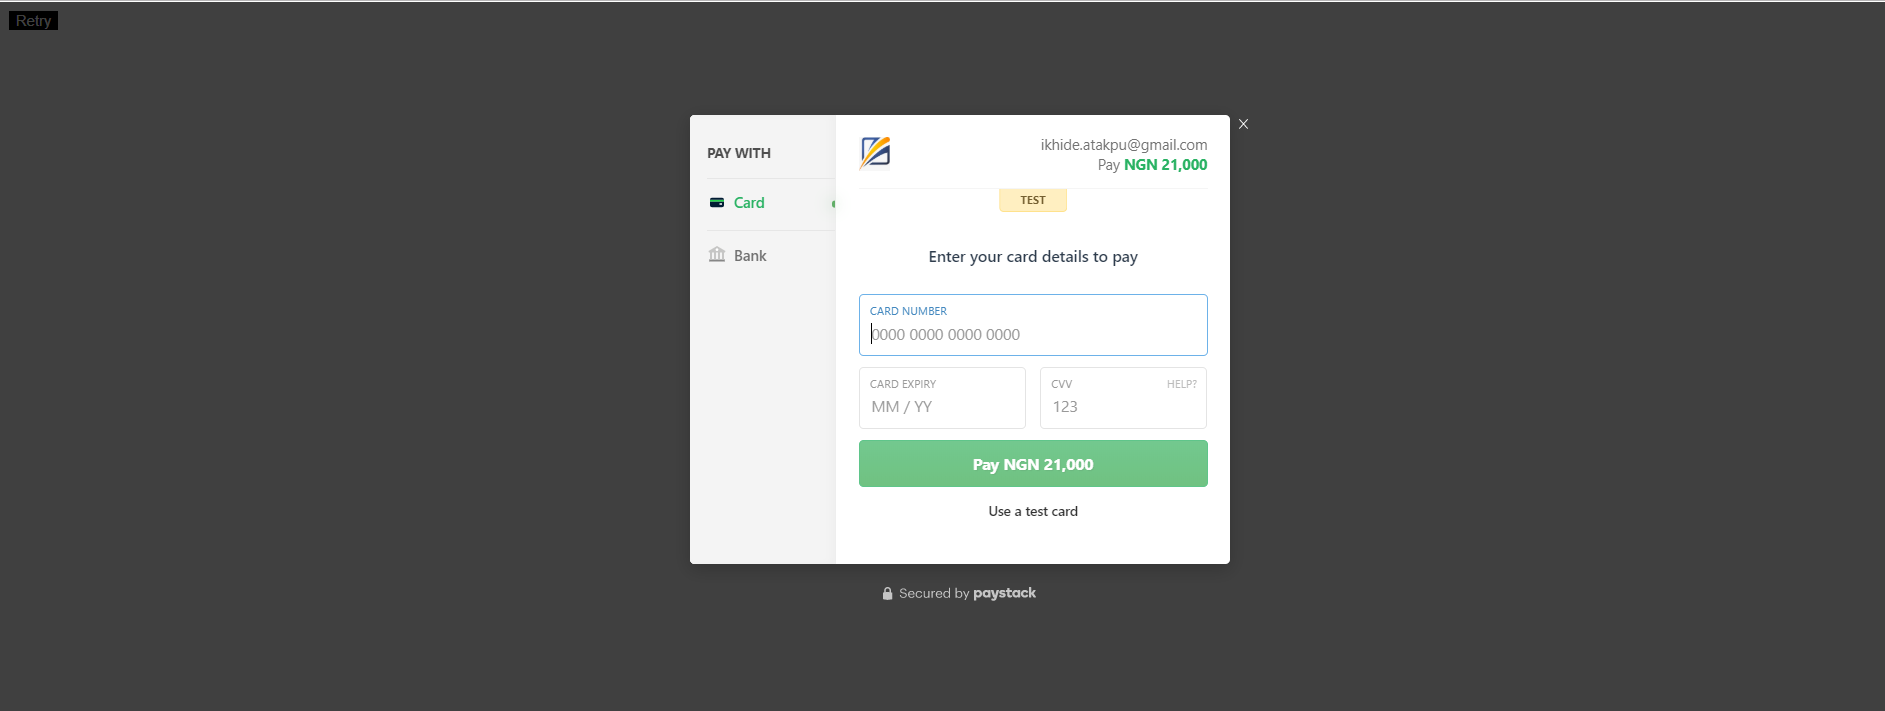 Retry
PAY WITH
Card
Bank
ikhide.atakpu@gmail.com
Pay NGN 21,000
TEST
Enter your card details to pay
CARD NUMBER
0000 0000 0000 0000
CARD EXPIRY
MM / YY
CVV HELP?
123
Pay NGN 21,000
Use a test card
Secured by paystack